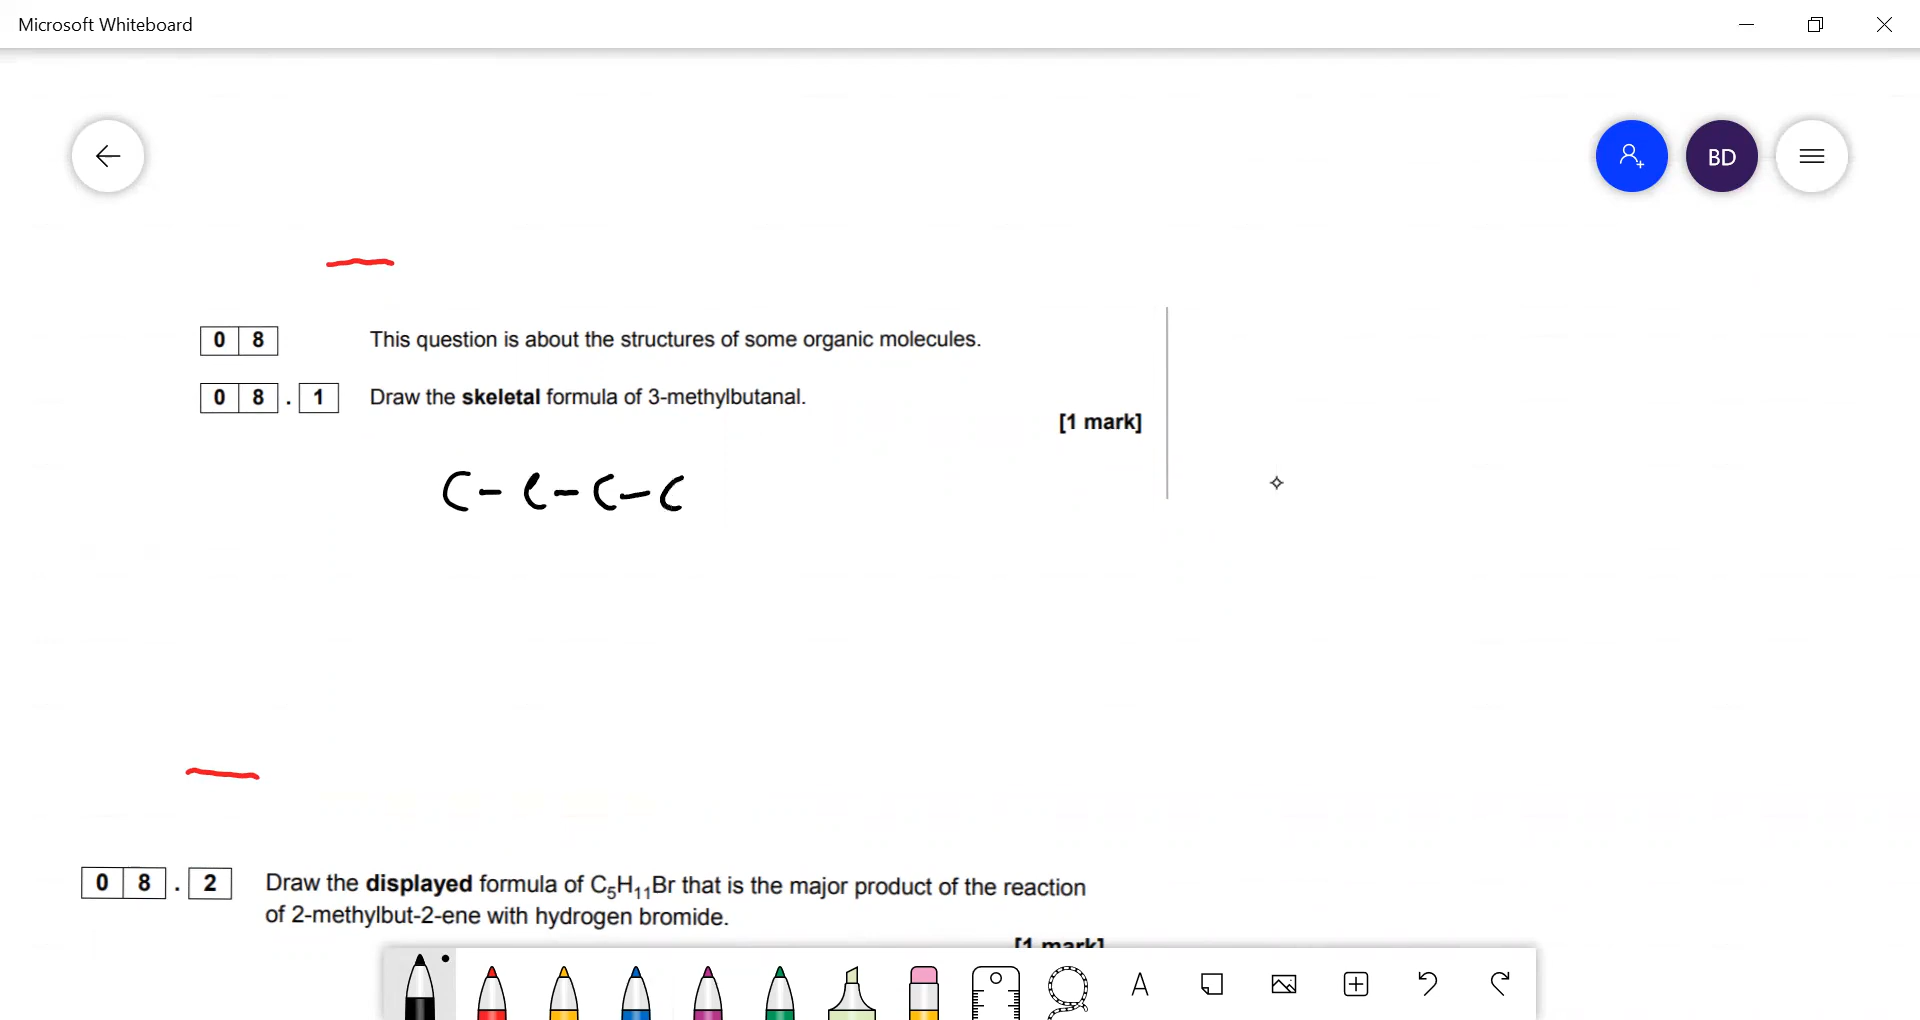 Microsoft Whiteboard
BD
0 8 This question is about the structures of some organic molecules.
0 8 . 1 Draw the skeletal formula of 3-methylbutanal.
[1 mark]
C - C - C - C
0 8 . 2 Draw the displayed formula of C₅H₁₁Br that is the major product of the reaction
of 2-methylbut-2-ene with hydrogen bromide.
[1 mark]
A